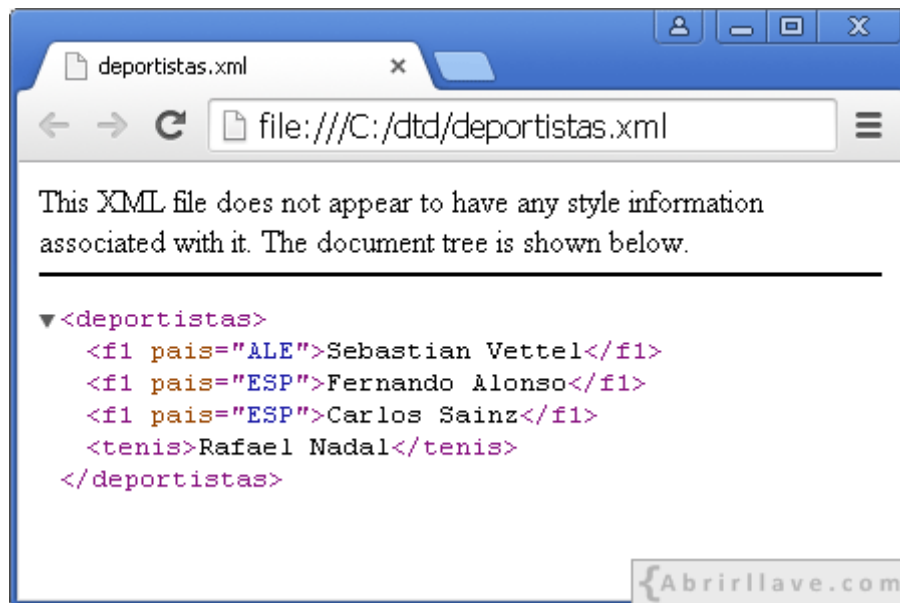 deportistas.xml
file:///C:/dtd/deportistas.xml
This XML file does not appear to have any style information
associated with it. The document tree is shown below.
▼<deportistas>
<f1 pais="ALE">Sebastian Vettel</f1>
<f1 pais="ESP">Fernando Alonso</f1>
<f1 pais="ESP">Carlos Sainz</f1>
<tenis>Rafael Nadal</tenis>
</deportistas>
{Abrirllave.com